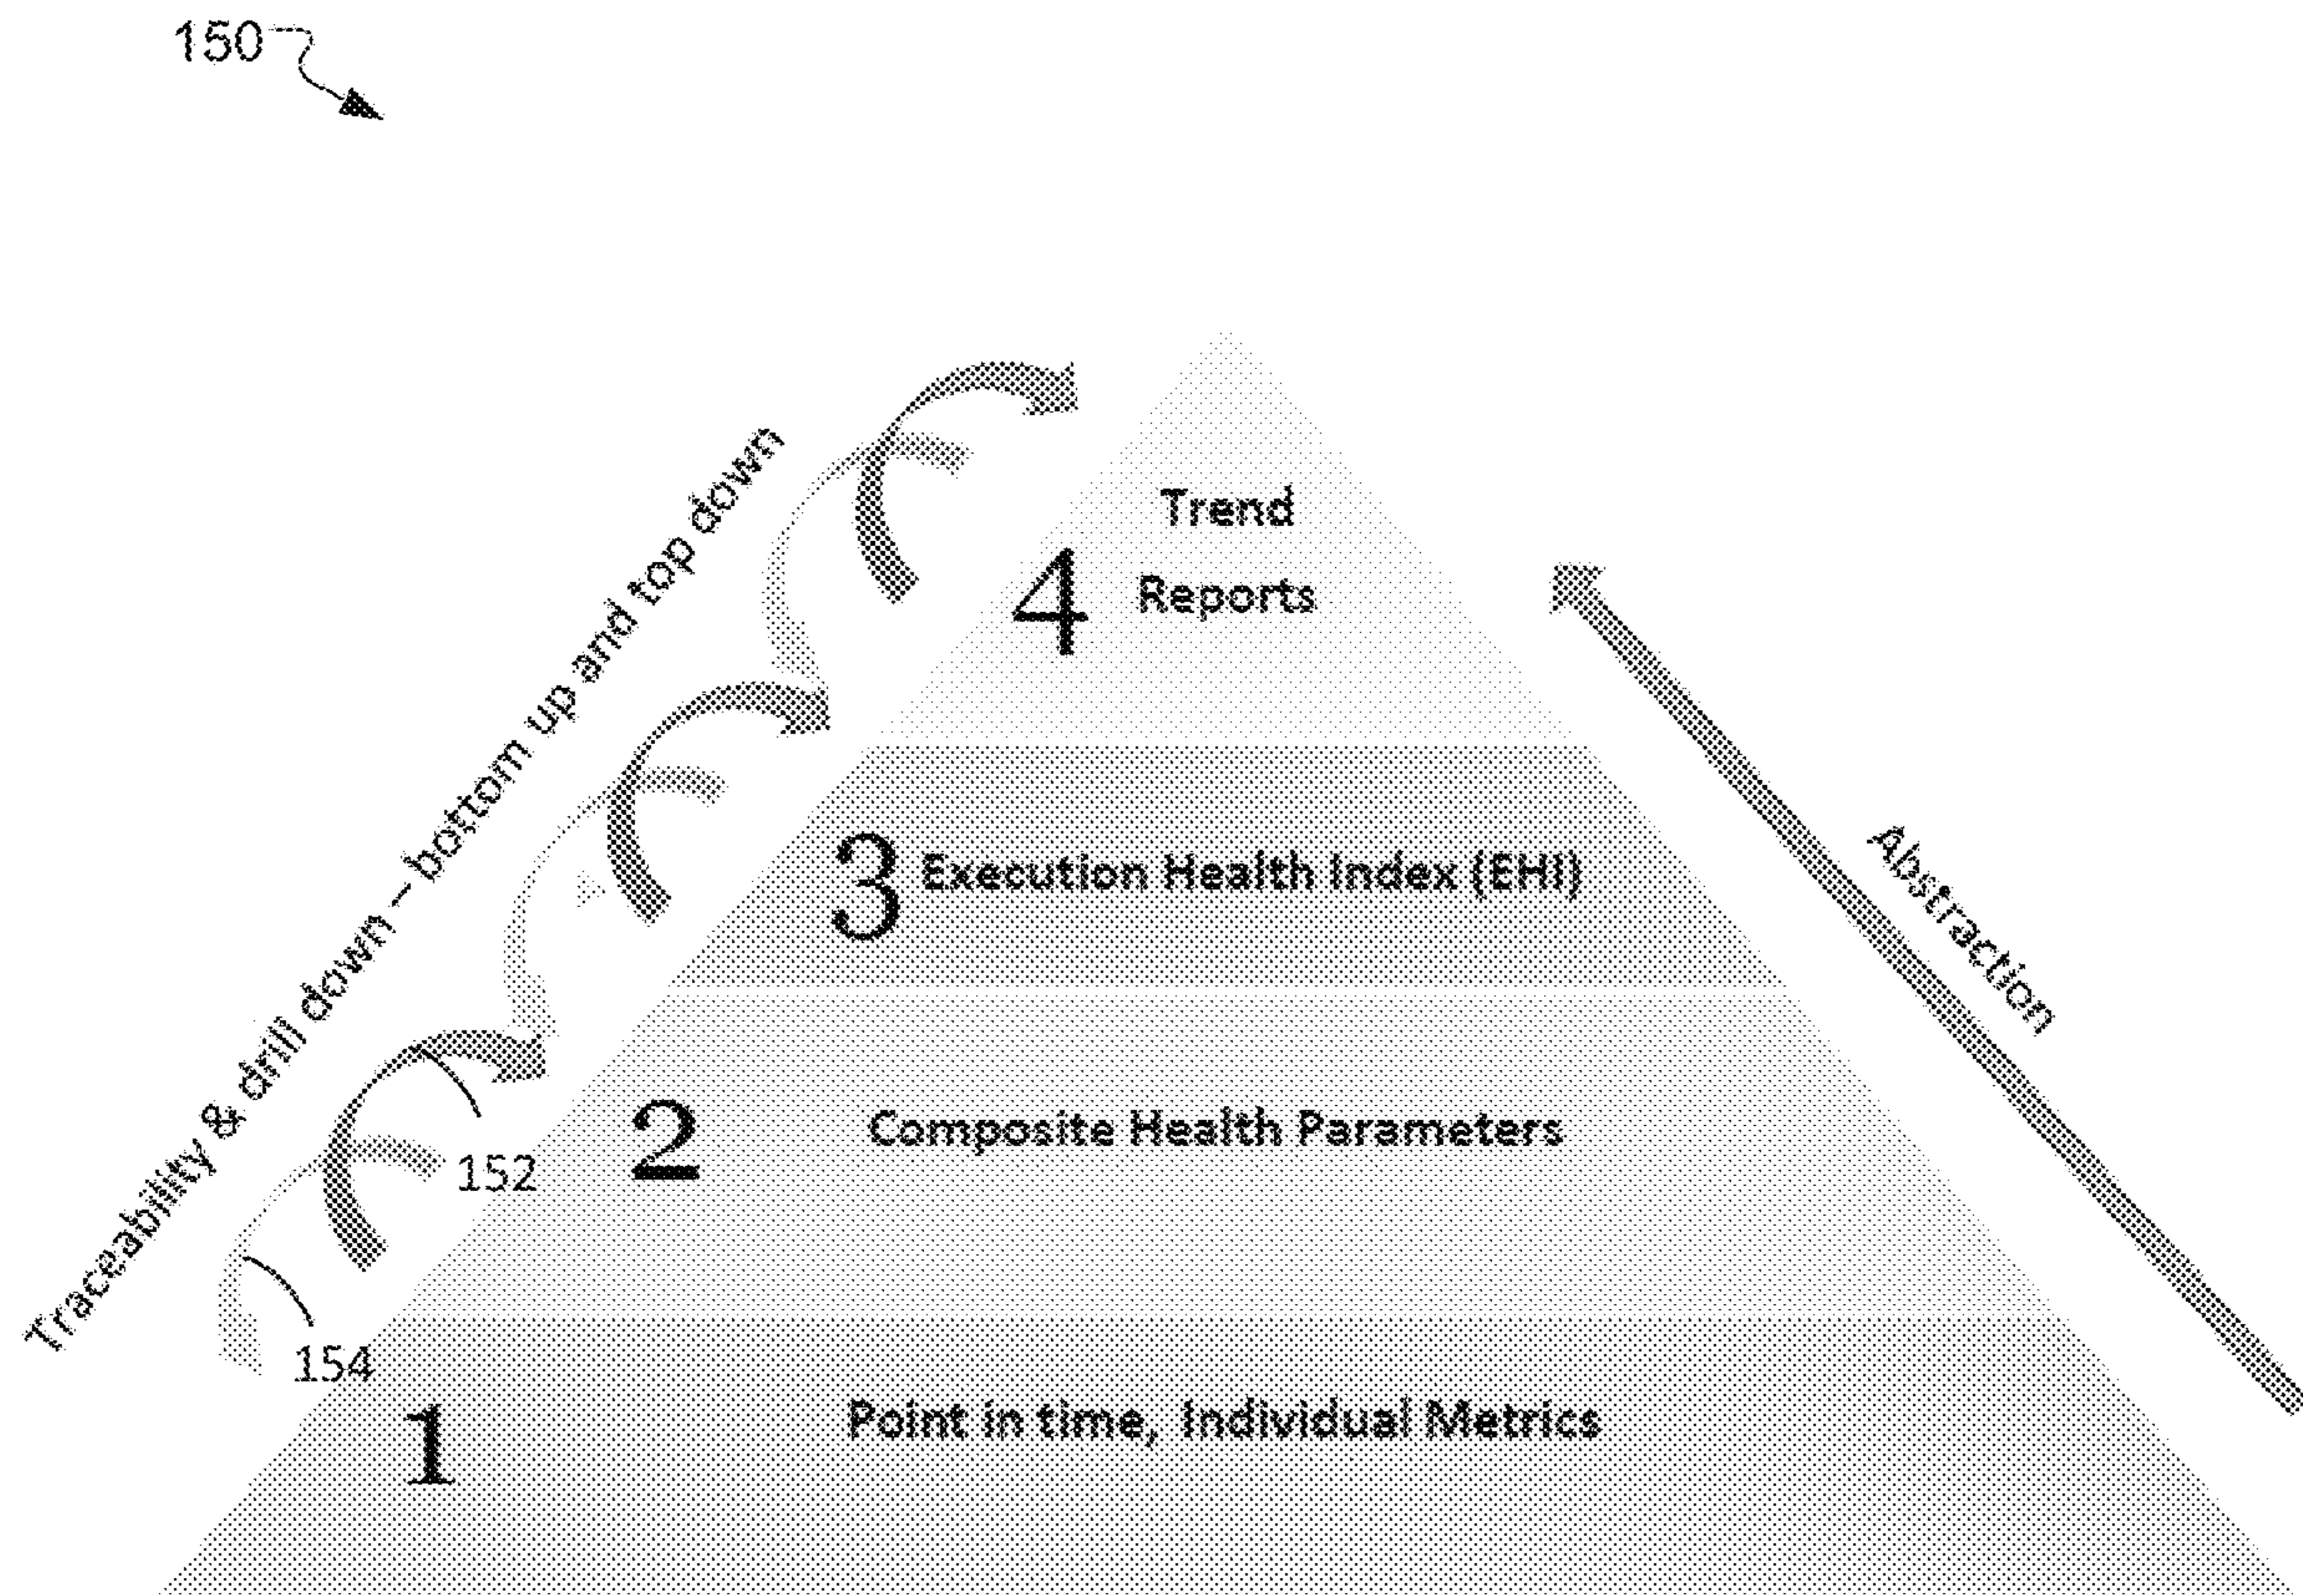 150
Traceability & drill down – bottom up and top down
Trend
4 Reports
Abstraction
3 Execution Health Index (EHI)
2 Composite Health Parameters
152
154
1 Point in time, Individual Metrics